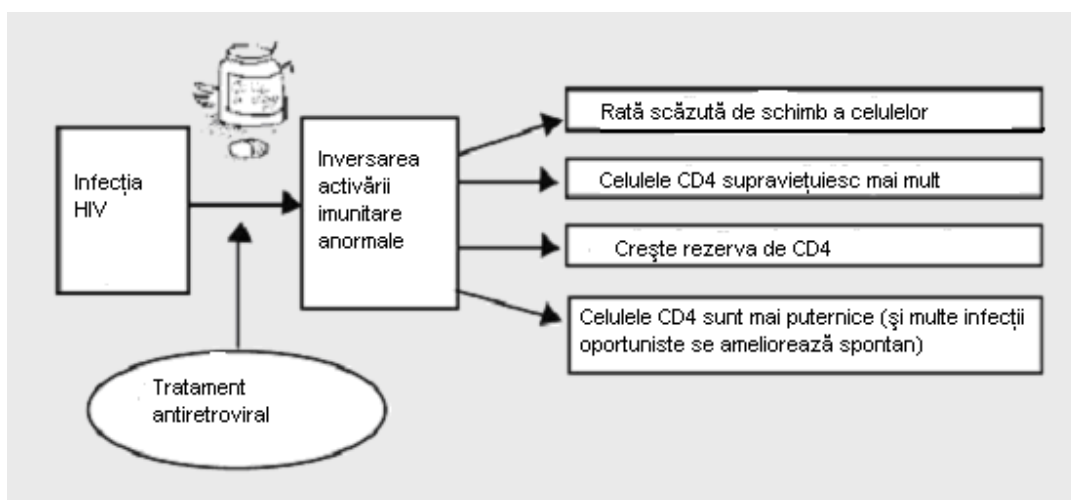 Infecția
HIV
Inversarea
activării
imunitare
anormale
Rată scăzută de schimb a celulelor
Celulele CD4 supraviețuiesc mai mult
Creşte rezerva de CD4
Celulele CD4 sunt mai puternice (şi multe infecții
oportuniste se ameliorează spontan)
Tratament
antiretroviral